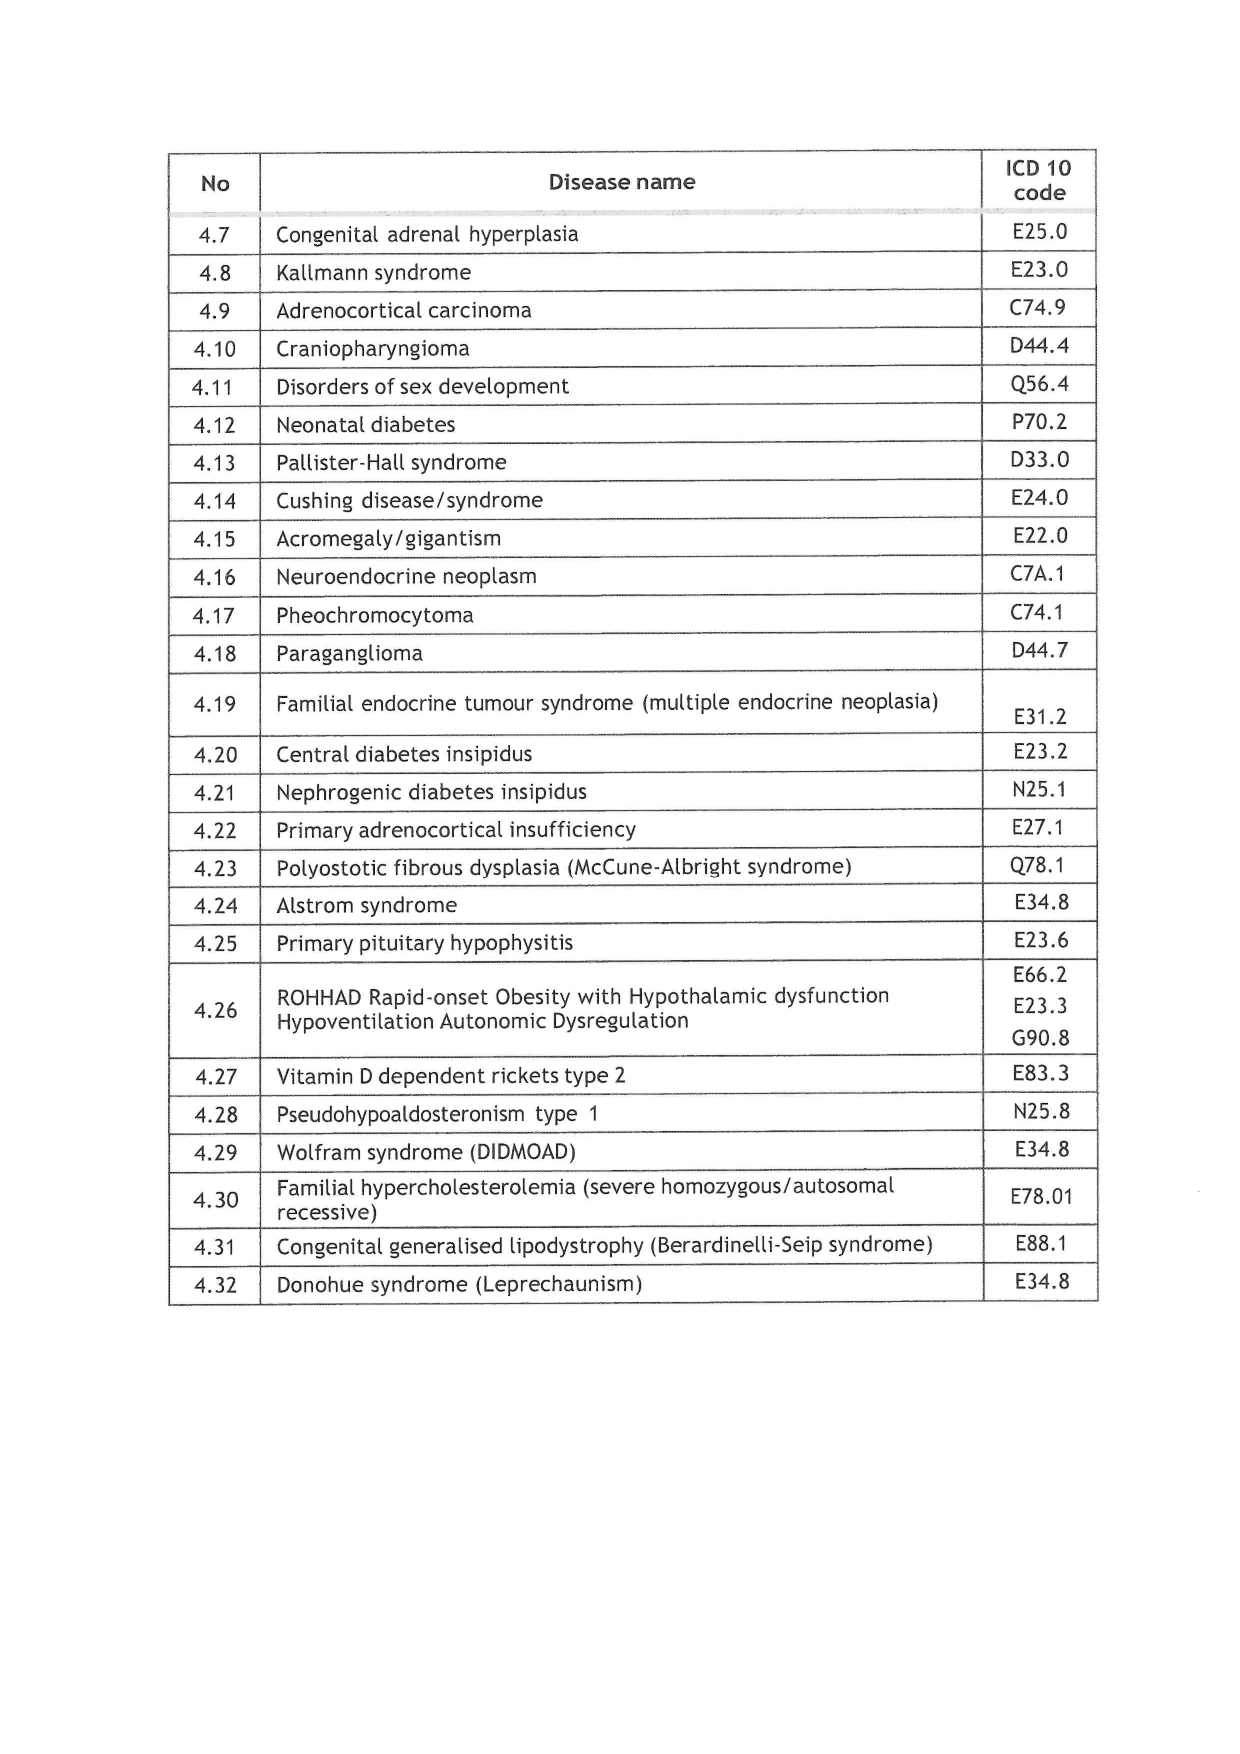 No Disease name ICD 10
code
4.7 Congenital adrenal hyperplasia E25.0
4.8 Kallmann syndrome E23.0
4.9 Adrenocortical carcinoma C74.9
4.10 Craniopharyngioma D44.4
4.11 Disorders of sex development Q56.4
4.12 Neonatal diabetes P70.2
4.13 Pallister-Hall syndrome D33.0
4.14 Cushing disease/syndrome E24.0
4.15 Acromegaly/gigantism E22.0
4.16 Neuroendocrine neoplasm C7A.1
4.17 Pheochromocytoma C74.1
4.18 Paraganglioma D44.7
4.19 Familial endocrine tumour syndrome (multiple endocrine neoplasia) E31.2
4.20 Central diabetes insipidus E23.2
4.21 Nephrogenic diabetes insipidus N25.1
4.22 Primary adrenocortical insufficiency E27.1
4.23 Polyostotic fibrous dysplasia (McCune-Albright syndrome) Q78.1
4.24 Alstrom syndrome E34.8
4.25 Primary pituitary hypophysitis E23.6
4.26 ROHHAD Rapid-onset Obesity with Hypothalamic dysfunction
Hypoventilation Autonomic Dysregulation
E66.2
E23.3
G90.8
4.27 Vitamin D dependent rickets type 2 E83.3
4.28 Pseudohypoaldosteronism type 1 N25.8
4.29 Wolfram syndrome (DIDMOAD) E34.8
4.30 Familial hypercholesterolemia (severe homozygous/autosomal
recessive) E78.01
4.31 Congenital generalised lipodystrophy (Berardinelli-Seip syndrome) E88.1
4.32 Donohue syndrome (Leprechaunism) E34.8